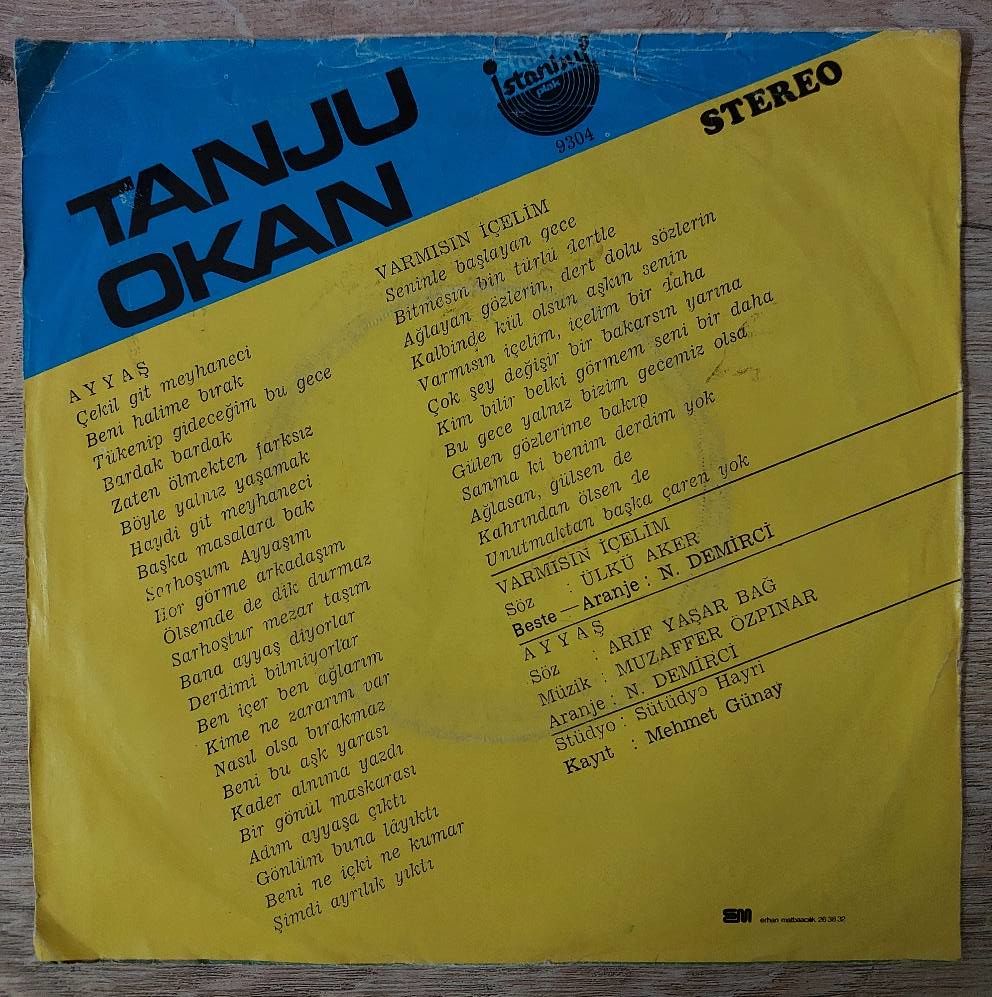 TANJU
OKAN
İstanbul
plak
9304
STEREO
AYYAŞ
Çekil git meyhaneci
Beni halime bırak
Tükenip gideceğim bu gece
Bardak bardak
Zaten ölmekten farksız
Böyle yalnız yaşamak
Haydi git meyhaneci
Başka masalara bak
Sarhoşum Ayyaşım
Hor görme arkadaşım
Ölsemde de dik durmaz
Sarhoştur mezar taşım
Bana ayyaş diyorlar
Derdimi bilmiyorlar
Ben içer ben ağlarım
Kime ne zararım var
Nasıl olsa bırakmaz
Beni bu aşk yarası
Kader alnıma yazdı
Bir gönül maskarası
Adım ayyaşa çıktı
Gönlüm buna lâyıktı
Beni ne içki ne kumar
Şimdi ayrılık yıktı
VARMISIN İÇELİM
Seninle başlayan gece
Bitmesin bin türlü dertle
Ağlayan gözlerin, dert dolu sözlerin
Kalbinde kül olsun aşkın senin
Varmısın içelim, içelim bir daha
Çok şey değişir bir bakarsın yarına
Kim bilir belki görmem seni bir daha
Bu gece yalnız bizim gecemiz olsa
Gülen gözlerime bakıp
Sanma ki benim derdim yok
Ağlasan, gülsen de
Kahrından ölsen de
Unutmaktan başka çaren yok
VARMISIN İÇELİM
Söz : ÜLKÜ AKER
Beste — Aranje : N. DEMİRCİ
AYYAŞ
Söz : ARİF YAŞAR BAĞ
Müzik : MUZAFFER ÖZPINAR
Aranje : N. DEMİRCİ
Stüdyo : Sütüdyo Hayri
Kayıt : Mehmet Günay
EM erhan matbaacılık 26 38 32